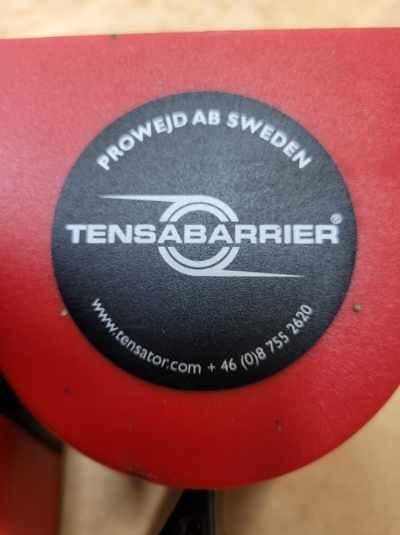 PROWEJD AB SWEDEN
TENSABARRIER®
www.tensator.com + 46 (0)8 755 2620